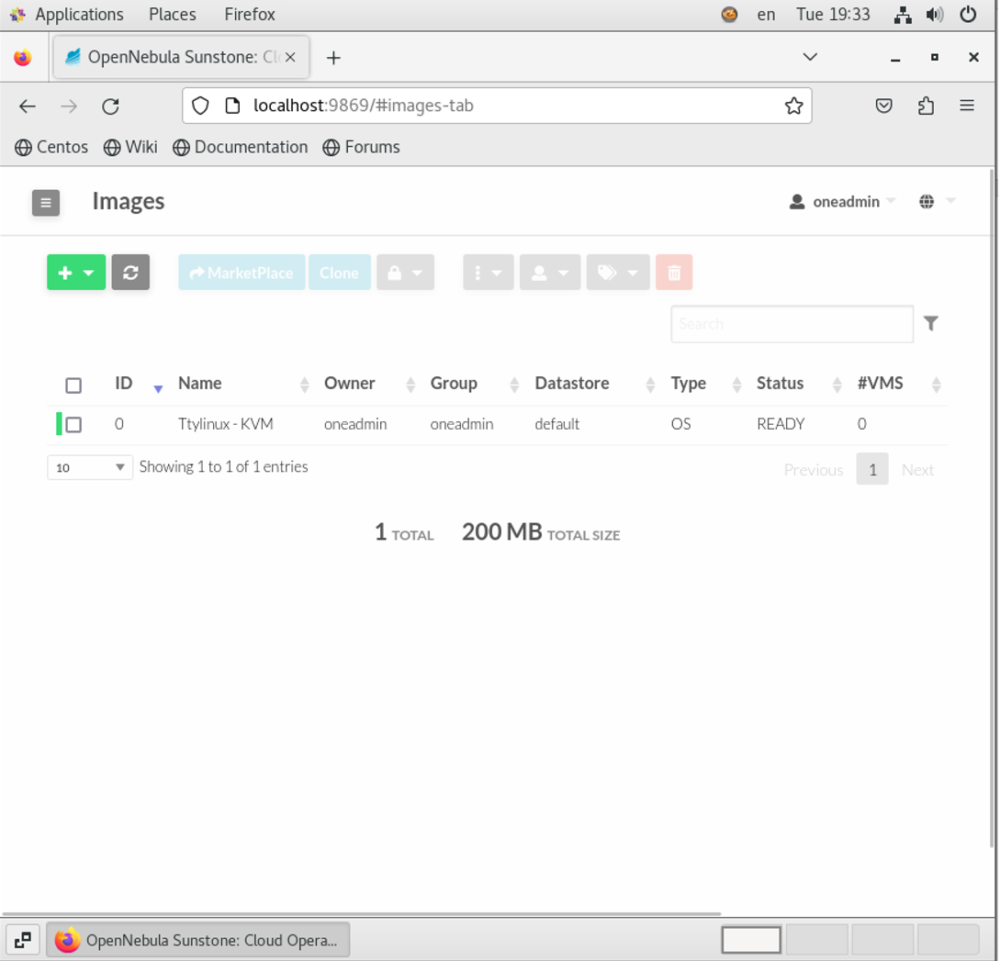 Applications Places Firefox en Tue 19:33
OpenNebula Sunstone: Cl
localhost:9869/#images-tab
Centos Wiki Documentation Forums
Images oneadmin
MarketPlace Clone
Search
ID Name Owner Group Datastore Type Status #VMS
0 Ttylinux - KVM oneadmin oneadmin default OS READY 0
10 Showing 1 to 1 of 1 entries Previous 1 Next
1 TOTAL 200 MB TOTAL SIZE
OpenNebula Sunstone: Cloud Opera...